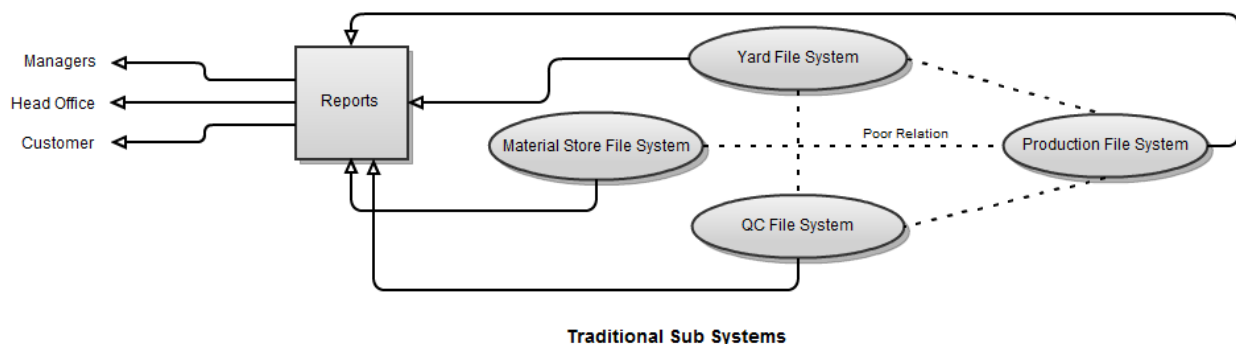 Managers
Head Office
Customer
Reports
Yard File System
Material Store File System
Poor Relation
Production File System
QC File System
Traditional Sub Systems